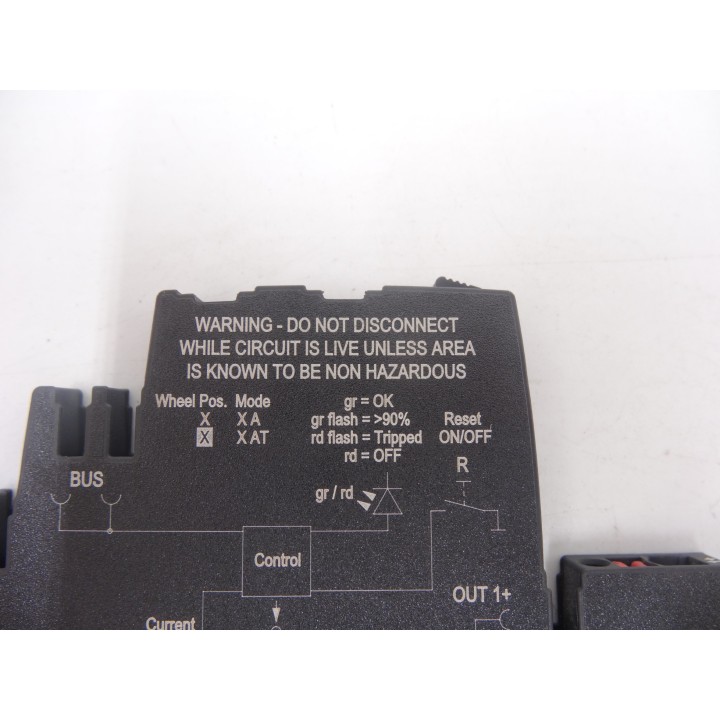 WARNING - DO NOT DISCONNECT
WHILE CIRCUIT IS LIVE UNLESS AREA
IS KNOWN TO BE NON HAZARDOUS
Wheel Pos. Mode gr = OK
X X A gr flash = >90% Reset
X X AT rd flash = Tripped ON/OFF
rd = OFF
BUS R
gr / rd
Control
OUT 1+
Current